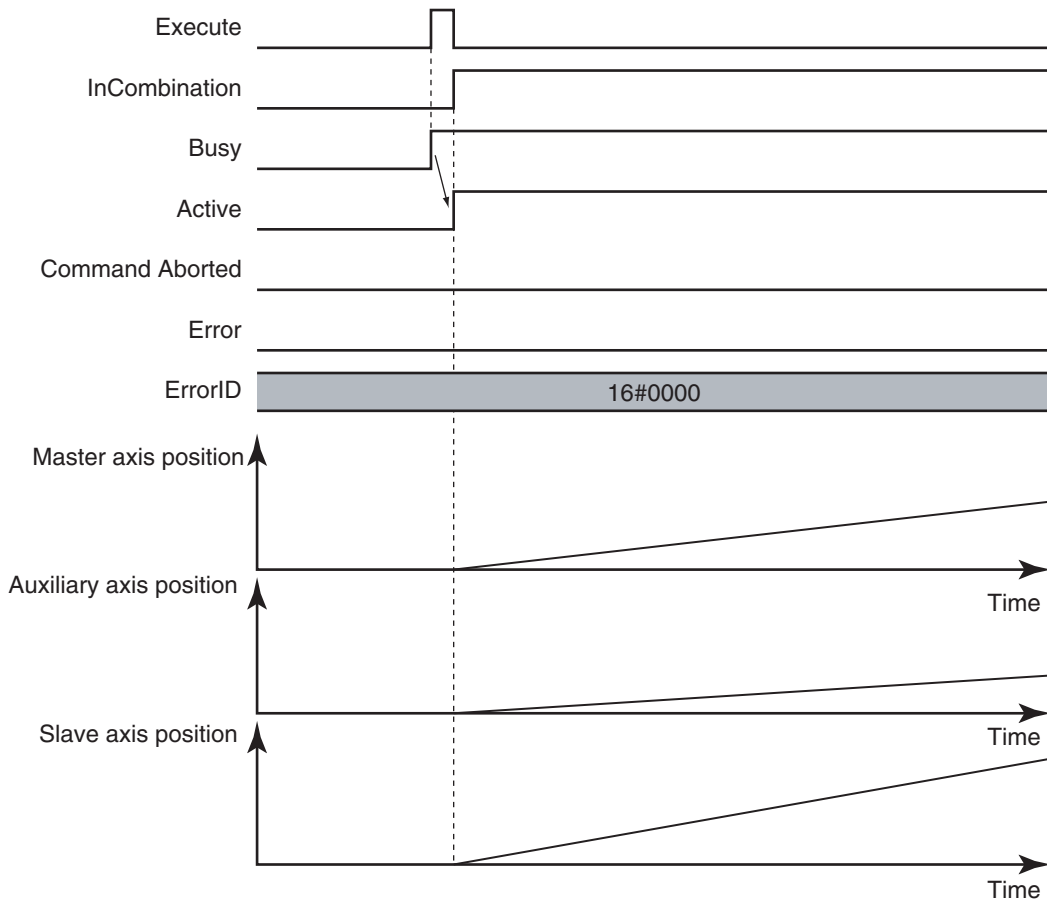 Execute
InCombination
Busy
Active
Command Aborted
Error
ErrorID
16#0000
Master axis position
Time
Auxiliary axis position
Time
Slave axis position
Time